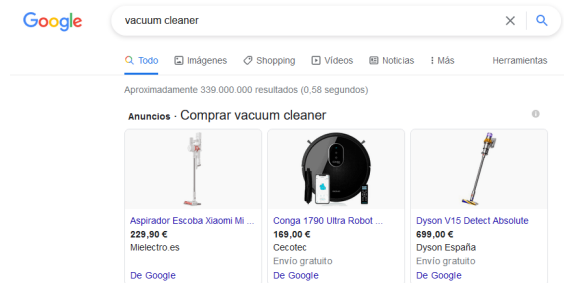 Google
vacuum cleaner
Todo Imágenes Shopping Vídeos Noticias Más Herramientas
Aproximadamente 339.000.000 resultados (0,58 segundos)
Anuncios · Comprar vacuum cleaner
Aspirador Escoba Xiaomi Mi ...
229,90 €
Mielectro.es
De Google
Conga 1790 Ultra Robot ...
169,00 €
Cecotec
Envío gratuito
De Google
Dyson V15 Detect Absolute
699,00 €
Dyson España
Envío gratuito
De Google